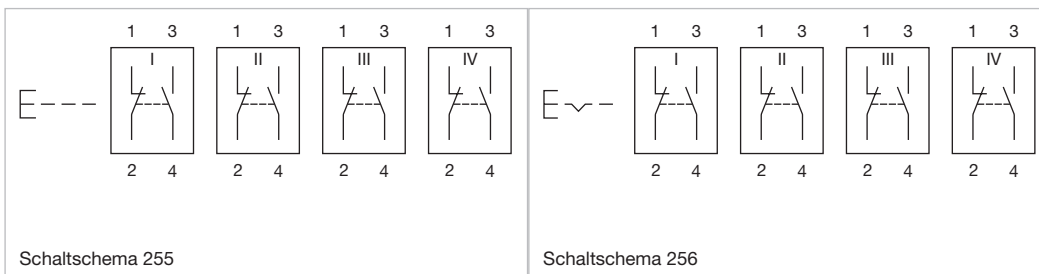 1 3 1 3 1 3 1 3
I II III IV
2 4 2 4 2 4 2 4
Schaltschema 255
1 3 1 3 1 3 1 3
I II III IV
2 4 2 4 2 4 2 4
Schaltschema 256